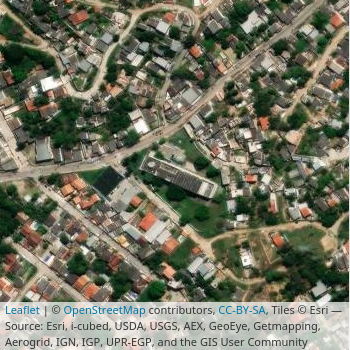 Leaflet | © OpenStreetMap contributors, CC-BY-SA, Tiles © Esri —
Source: Esri, i-cubed, USDA, USGS, AEX, GeoEye, Getmapping,
Aerogrid, IGN, IGP, UPR-EGP, and the GIS User Community